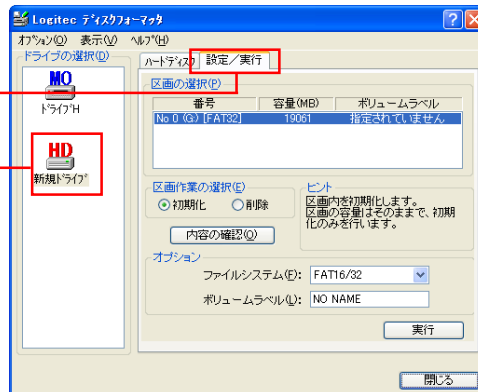 Logitec ディスクフォーマッタ
オプション(O) 表示(V) ヘルプ(H)
ドライブの選択(D)
MO
ドライブH
HD
新規ドライブ
ハードディスク 設定／実行
区画の選択(P)
番号 容量(MB) ボリュームラベル
No 0 (G) [FAT32] 19061 指定されていません
区画作業の選択(E)
初期化 削除
内容の確認(O)
ヒント
区画内を初期化します。
区画の容量はそのままで、初期
化のみを行います。
オプション
ファイルシステム(F): FAT16/32
ボリュームラベル(L): NO NAME
実行
閉じる